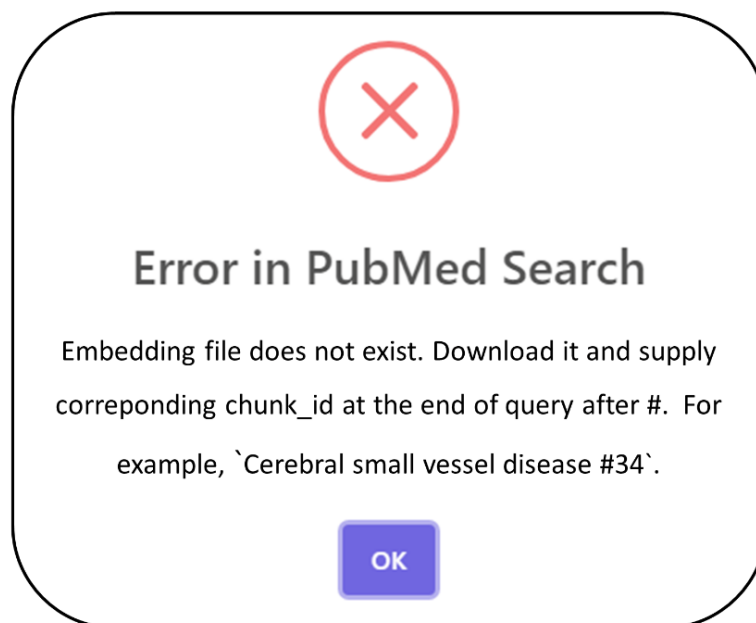 Error in PubMed Search
Embedding file does not exist. Download it and supply
correponding chunk_id at the end of query after #.  For
example, `Cerebral small vessel disease #34`.
OK